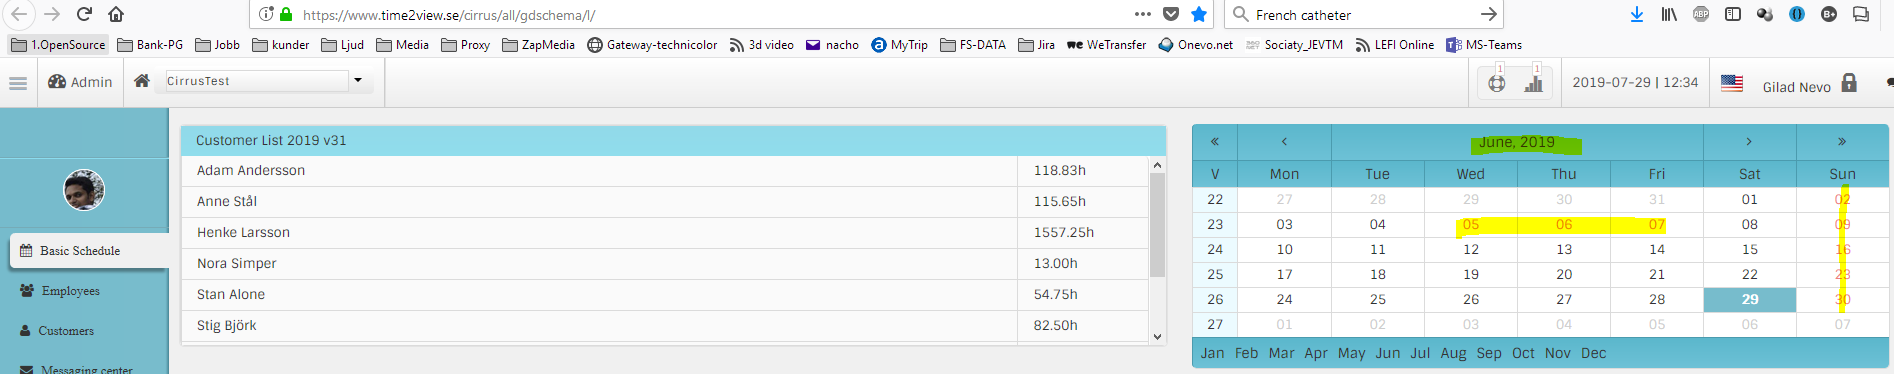 https://www.time2view.se/cirrus/all/gdschema/l/ ••• French catheter
1.OpenSource Bank-PG Jobb kunder Ljud Media Proxy ZapMedia Gateway-technicolor 3d video nacho MyTrip FS-DATA Jira we WeTransfer Onevo.net Sociaty_JEVTM LEFI Online MS-Teams
Admin CirrusTest 1 1 2019-07-29 | 12:34 Gilad Nevo
Customer List 2019 v31
Adam Andersson 118.83h
Anne Stål 115.65h
Henke Larsson 1557.25h
Nora Simper 13.00h
Stan Alone 54.75h
Stig Björk 82.50h
« ‹ June, 2019 › »
V Mon Tue Wed Thu Fri Sat Sun
22 27 28 29 30 31 01 02
23 03 04 05 06 07 08 09
24 10 11 12 13 14 15 16
25 17 18 19 20 21 22 23
26 24 25 26 27 28 29 30
27 01 02 03 04 05 06 07
Jan Feb Mar Apr May Jun Jul Aug Sep Oct Nov Dec
Basic Schedule
Employees
Customers
Messaging center
ABP
B+